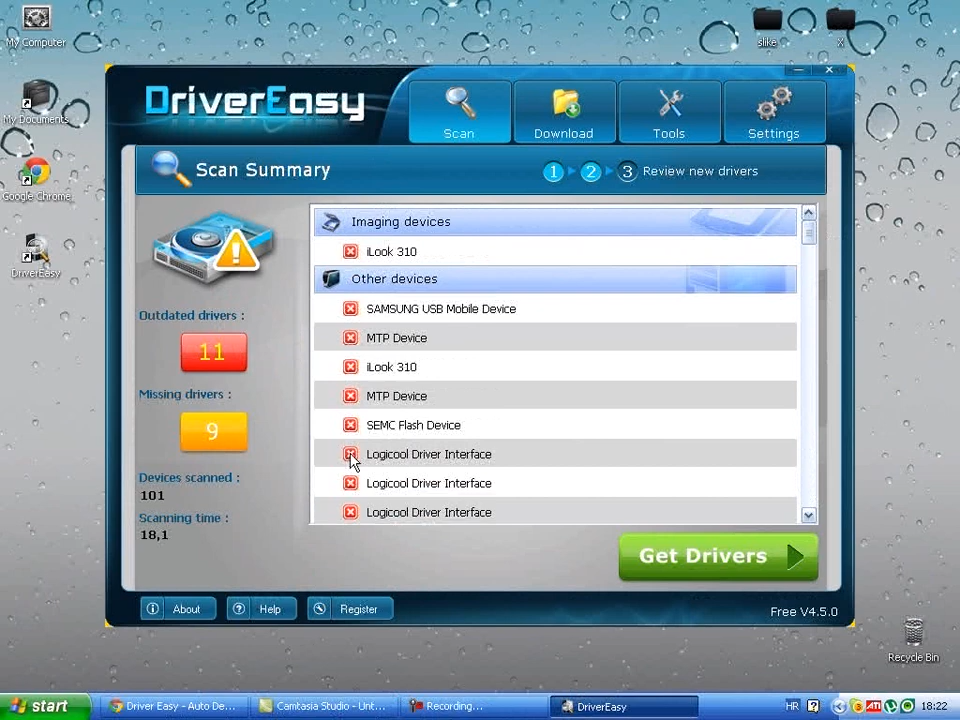 My Computer
slike
X
My Documents
Google Chrome
DriverEasy
DriverEasy
Scan
Download
Tools
Settings
Scan Summary
1
2
3
Review new drivers
Outdated drivers :
11
Missing drivers :
9
Devices scanned :
101
Scanning time :
18,1
Imaging devices
iLook 310
Other devices
SAMSUNG USB Mobile Device
MTP Device
iLook 310
MTP Device
SEMC Flash Device
Logicool Driver Interface
Logicool Driver Interface
Logicool Driver Interface
Get Drivers
About
Help
Register
Free V4.5.0
Recycle Bin
start
Driver Easy - Auto De...
Camtasia Studio - Unt...
Recording...
DriverEasy
HR
ATI
18:22